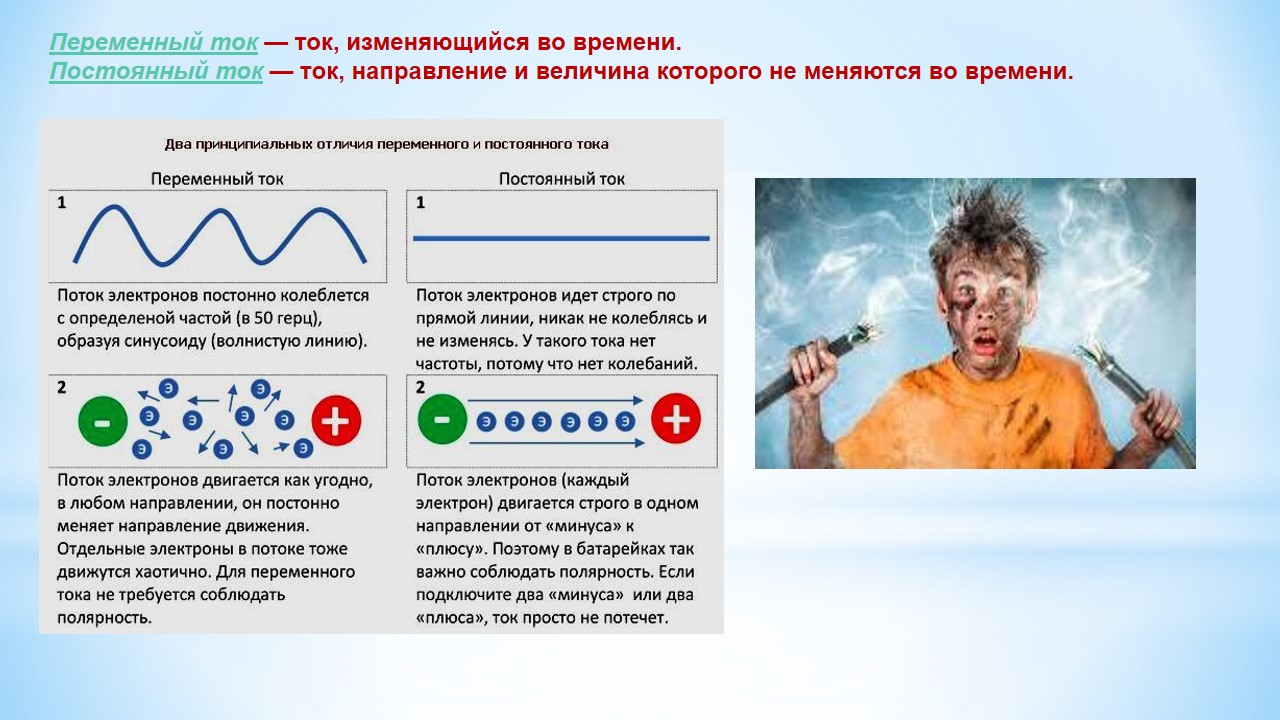 Переменный ток — ток, изменяющийся во времени.
Постоянный ток — ток, направление и величина которого не меняются во времени.
Два принципиальных отличия переменного и постоянного тока
Переменный ток
1
Поток электронов постонно колеблется
с определеной частой (в 50 герц),
образуя синусоиду (волнистую линию).
2
- Э Э Э Э Э Э Э Э Э +
Поток электронов двигается как угодно,
в любом направлении, он постонно
меняет направление движения.
Отдельные электроны в потоке тоже
движутся хаотично. Для переменного
тока не требуется соблюдать
полярность.
Постоянный ток
1
Поток электронов идет строго по
прямой линии, никак не колеблясь и
не изменясь. У такого тока нет
частоты, потому что нет колебаний.
2
- Э Э Э Э Э Э +
Поток электронов (каждый
электрон) двигается строго в одном
направлении от «минуса» к
«плюсу». Поэтому в батарейках так
важно соблюдать полярность. Если
подключите два «минуса» или два
«плюса», ток просто не потечет.